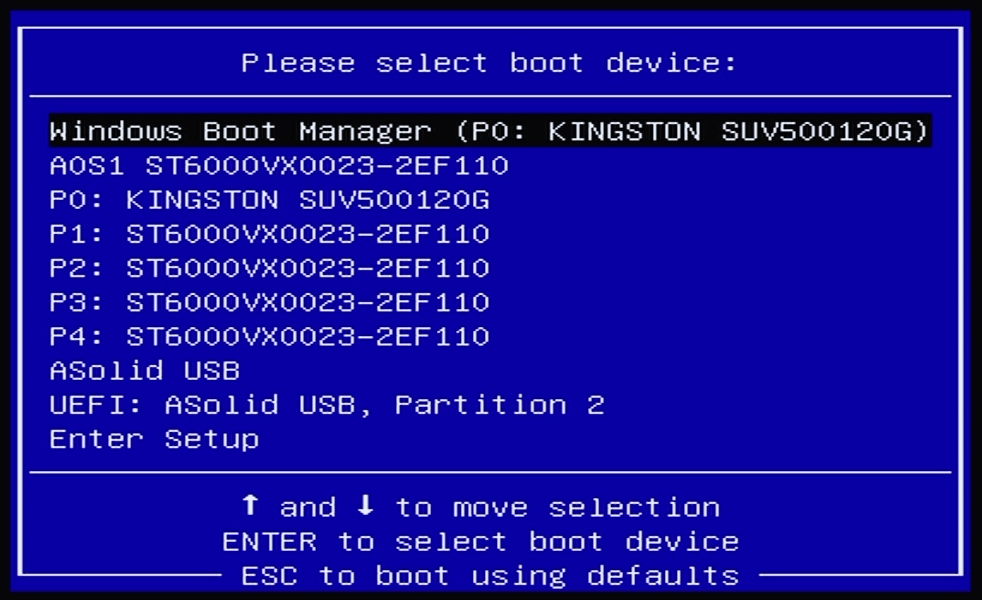 Please select boot device:
Windows Boot Manager (P0: KINGSTON SUV500120G)
A0S1 ST6000VX0023-2EF110
P0: KINGSTON SUV500120G
P1: ST6000VX0023-2EF110
P2: ST6000VX0023-2EF110
P3: ST6000VX0023-2EF110
P4: ST6000VX0023-2EF110
ASolid USB
UEFI: ASolid USB, Partition 2
Enter Setup
↑ and ↓ to move selection
ENTER to select boot device
ESC to boot using defaults